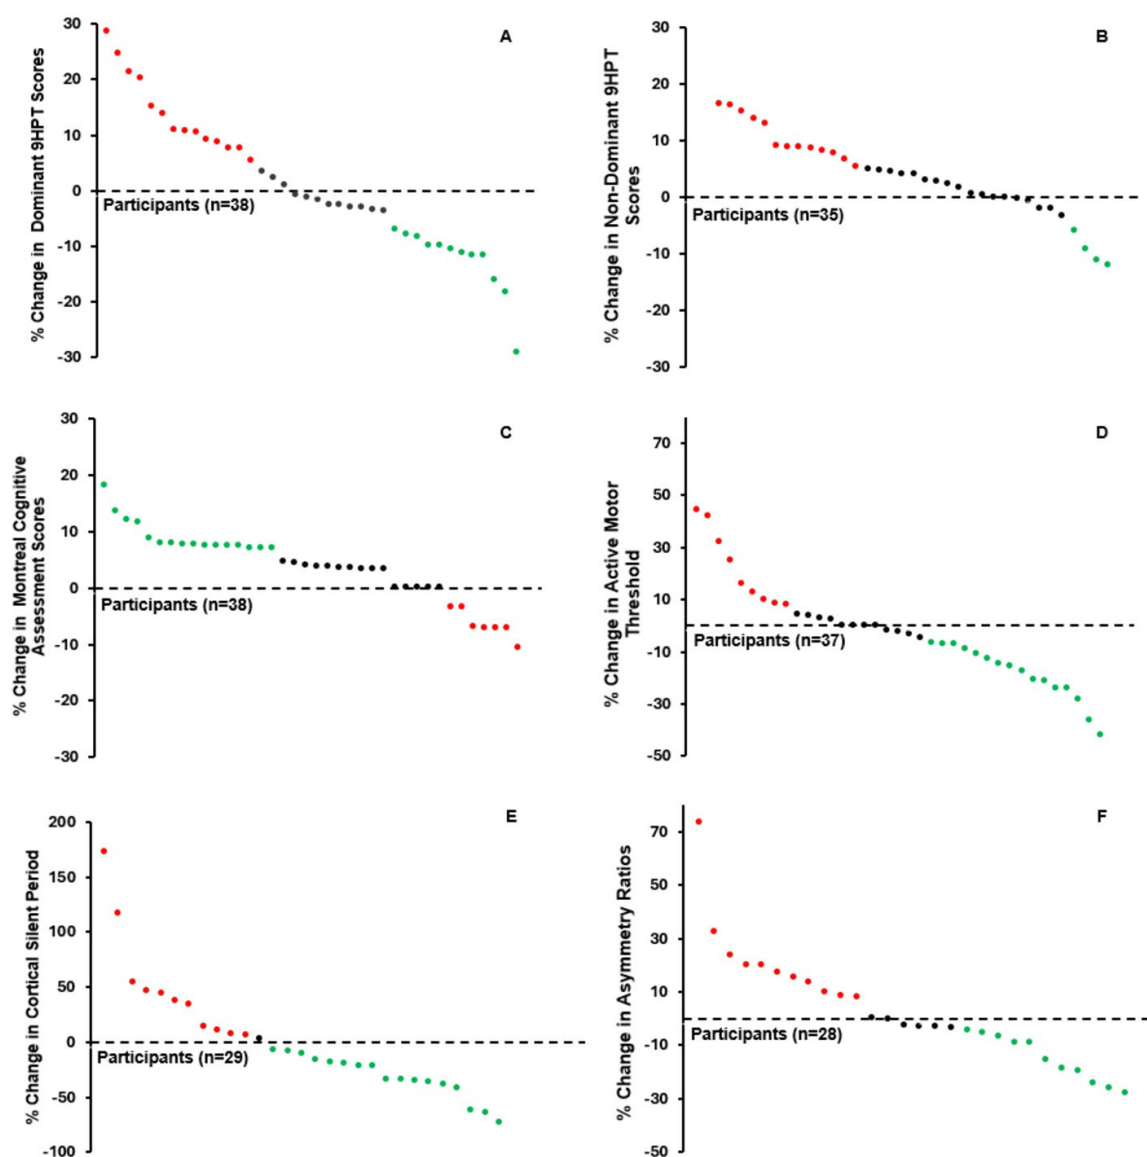 A
% Change in Dominant 9HPT Scores
30
20
10
0
-10
-20
-30
Participants (n=38)
B
% Change in Non-Dominant 9HPT
Scores
30
20
10
0
-10
-20
-30
Participants (n=35)
C
% Change in Montreal Cognitive
Assessment Scores
30
20
10
0
-10
-20
-30
Participants (n=38)
D
% Change in Active Motor
Threshold
70
50
30
10
-10
-30
-50
Participants (n=37)
E
% Change in Cortical Silent Period
200
150
100
50
0
-50
-100
Participants (n=29)
F
% Change in Asymmetry Ratios
70
50
30
10
-10
-30
-50
Participants (n=28)